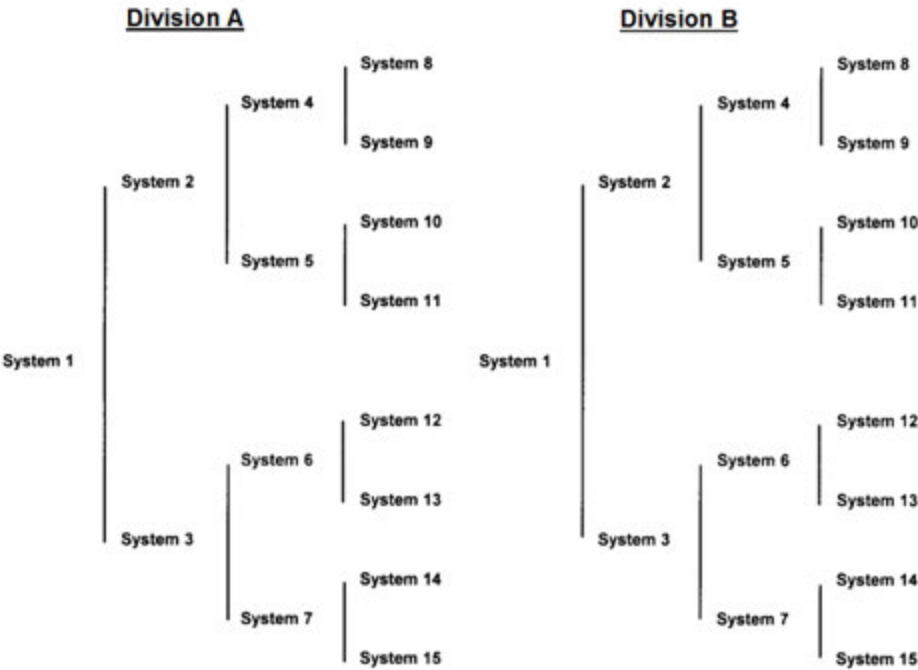 Division A
System 8
System 4
System 9
System 2
System 10
System 5
System 11
System 1
System 12
System 6
System 13
System 3
System 14
System 7
System 15
Division B
System 8
System 4
System 9
System 2
System 10
System 5
System 11
System 1
System 12
System 6
System 13
System 3
System 14
System 7
System 15